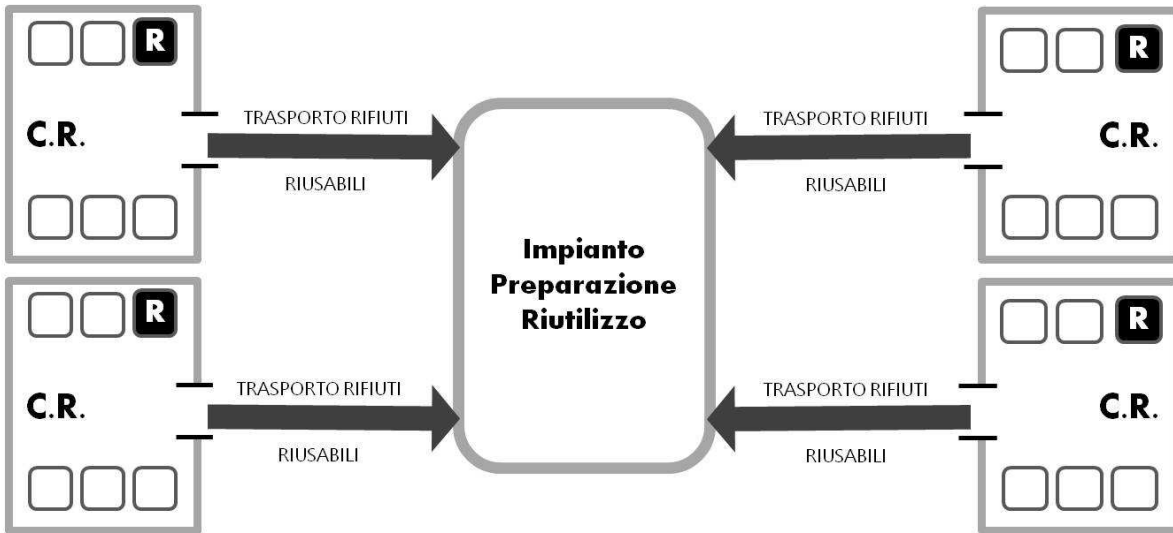 R
C.R.
TRASPORTO RIFIUTI
RIUSABILI
R
C.R.
TRASPORTO RIFIUTI
RIUSABILI
Impianto
Preparazione
Riutilizzo
R
C.R.
TRASPORTO RIFIUTI
RIUSABILI
R
C.R.
TRASPORTO RIFIUTI
RIUSABILI